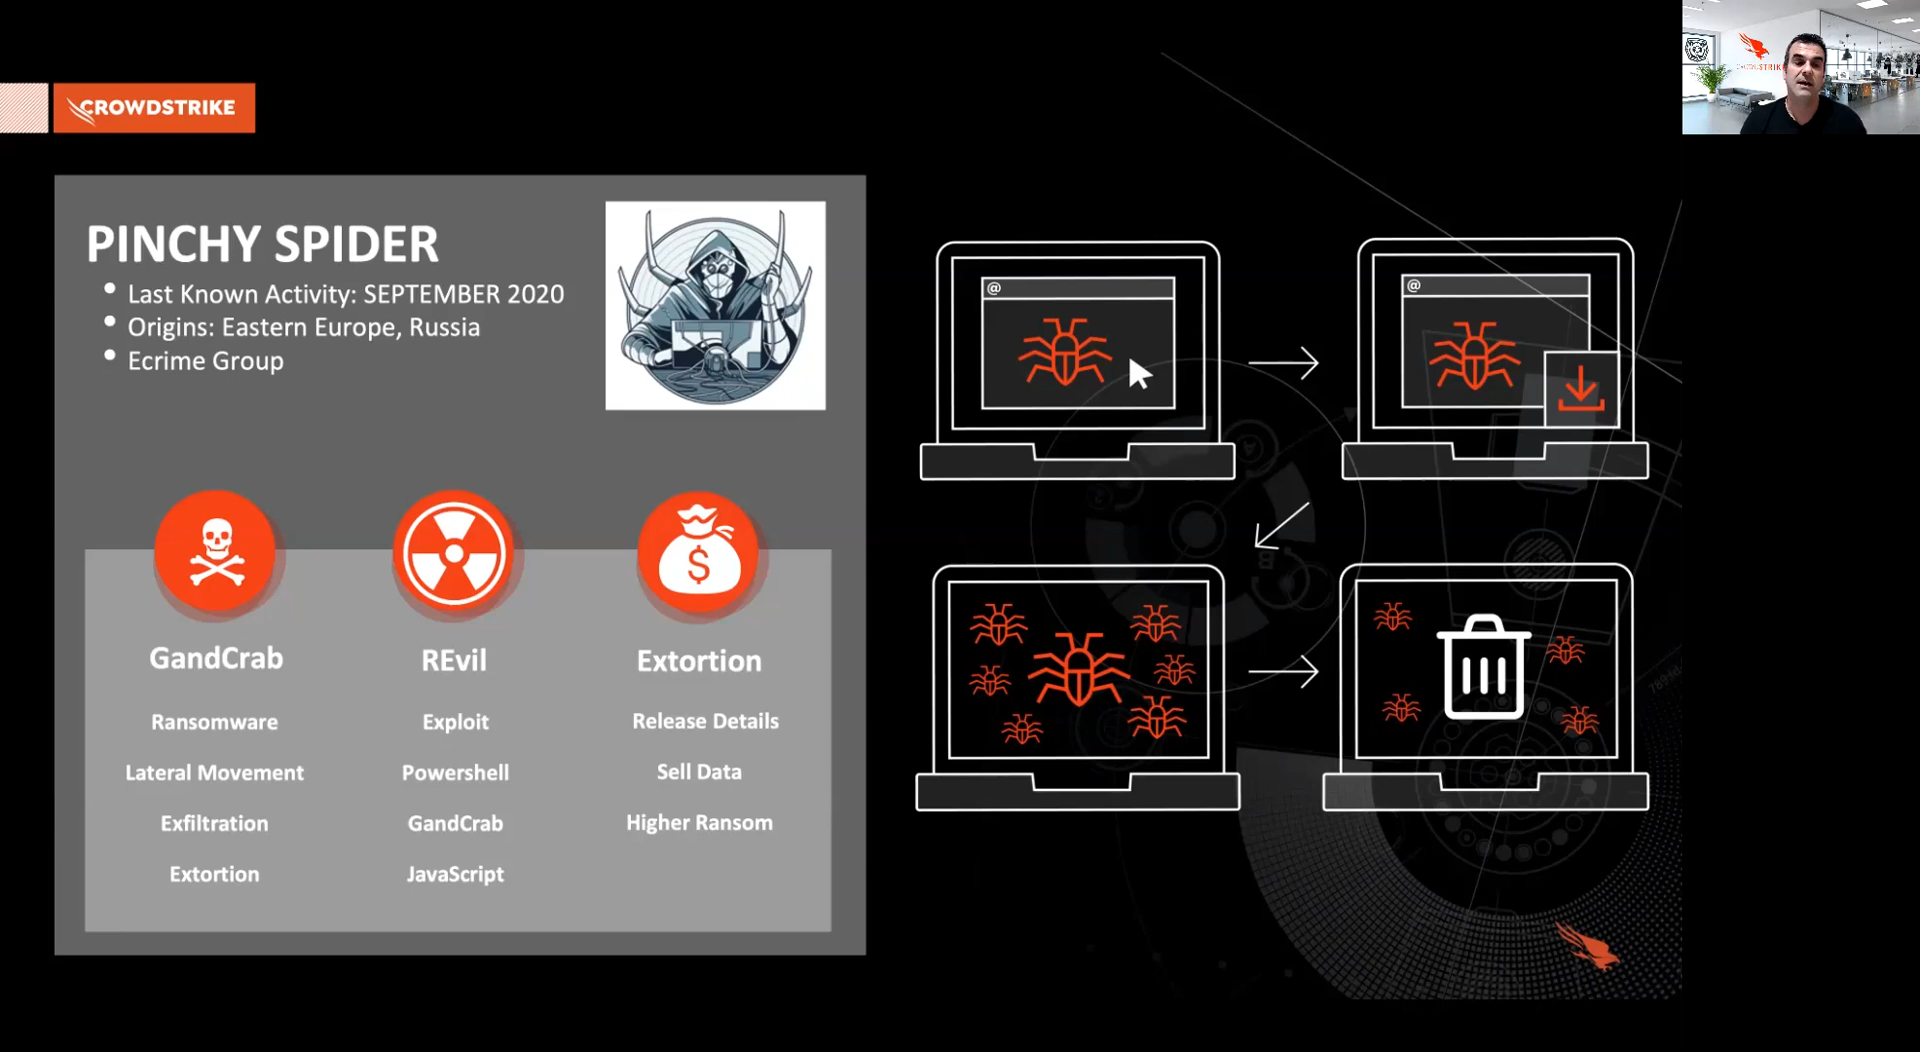 CROWDSTRIKE
PINCHY SPIDER
Last Known Activity: SEPTEMBER 2020
Origins: Eastern Europe, Russia
Ecrime Group
GandCrab
Ransomware
Lateral Movement
Exfiltration
Extortion
REvil
Exploit
Powershell
GandCrab
JavaScript
Extortion
Release Details
Sell Data
Higher Ransom
@
@